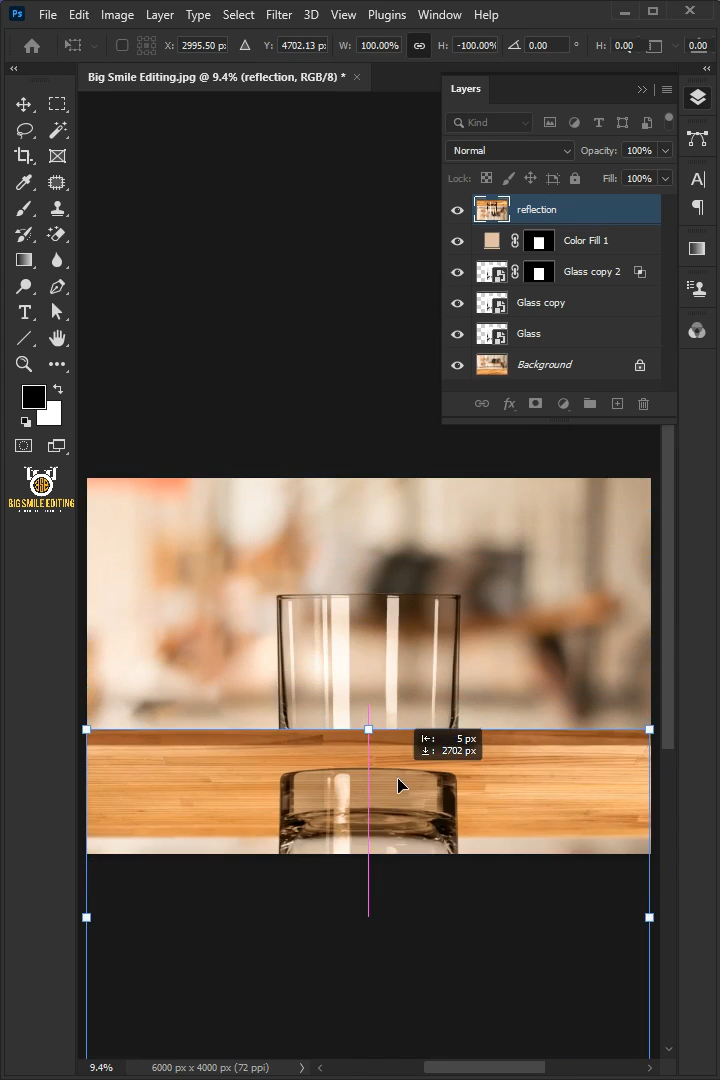 Ps File Edit Image Layer Type Select Filter 3D View Plugins Window Help
X: 2995.50 px Y: 4702.13 px W: 100.00% H: -100.00% 0.00 ° H: 0.00 0.00
Big Smile Editing.jpg @ 9.4% (reflection, RGB/8) * ×
Layers
Kind
Normal Opacity: 100%
Lock: Fill: 100%
reflection
Color Fill 1
Glass copy 2
Glass copy
Glass
Background
BIG SMILE EDITING
5 px
2702 px
9.4% 6000 px x 4000 px (72 ppi)